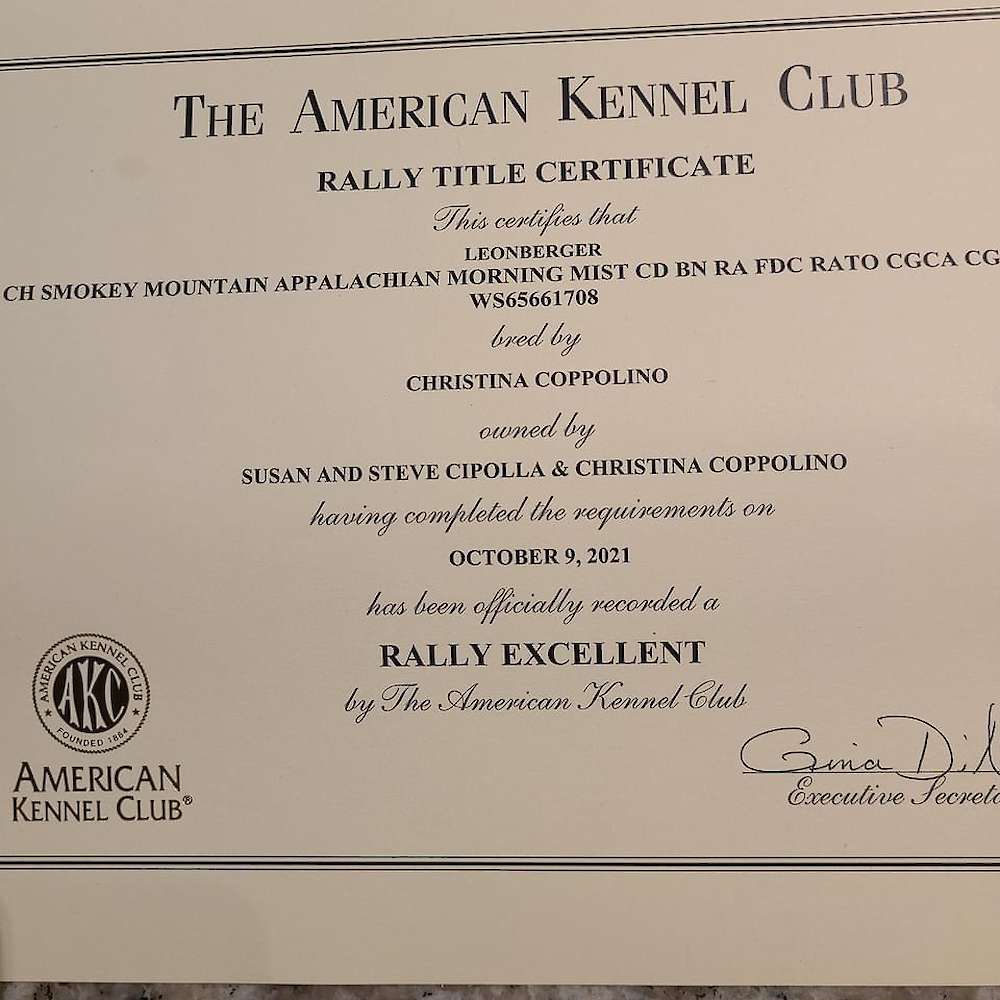 THE AMERICAN KENNEL CLUB
RALLY TITLE CERTIFICATE
This certifies that
LEONBERGER
CH SMOKEY MOUNTAIN APPALACHIAN MORNING MIST CD BN RA FDC RATO CGCA CG
WS65661708
bred by
CHRISTINA COPPOLINO
owned by
SUSAN AND STEVE CIPOLLA & CHRISTINA COPPOLINO
having completed the requirements on
OCTOBER 9, 2021
has been officially recorded a
RALLY EXCELLENT
by The American Kennel Club
AMERICAN KENNEL CLUB
AKC
FOUNDED 1884
AMERICAN
KENNEL CLUB®
Gina
Executive